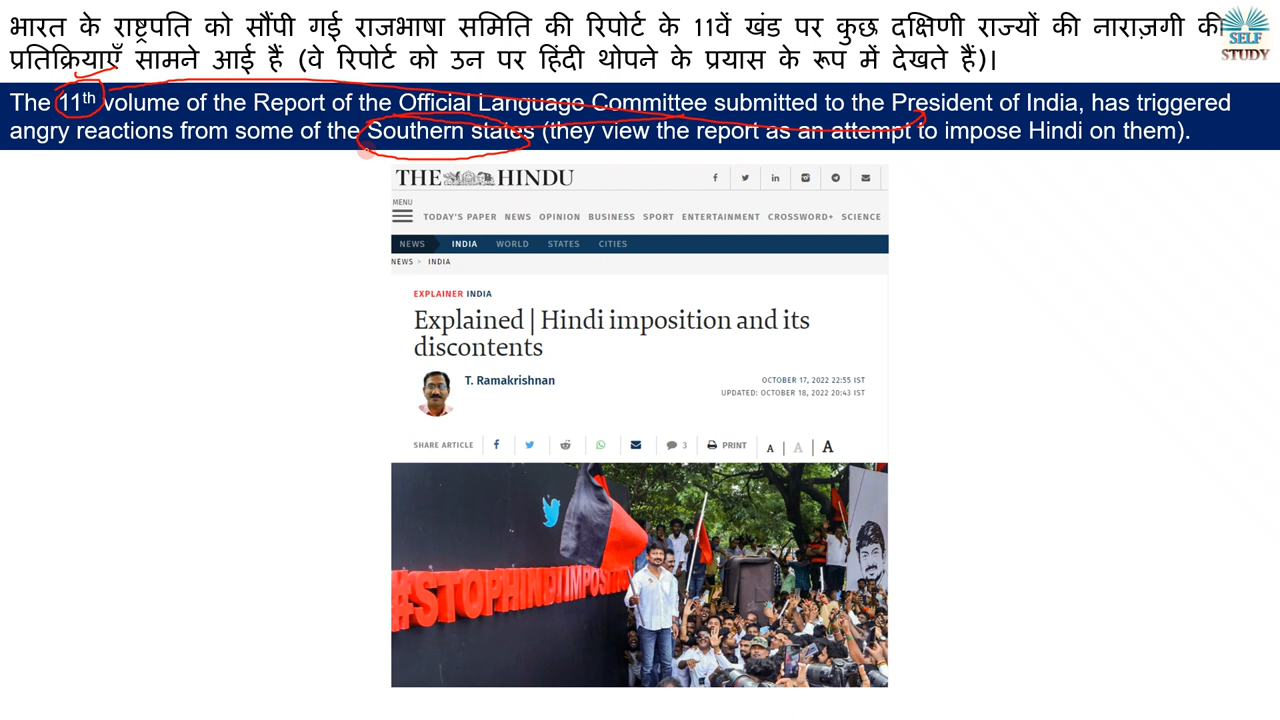 भारत के राष्ट्रपति को सौंपी गई राजभाषा समिति की रिपोर्ट के 11वें खंड पर कुछ दक्षिणी राज्यों की नाराज़गी की
प्रतिक्रियाएँ सामने आई हैं (वे रिपोर्ट को उन पर हिंदी थोपने के प्रयास के रूप में देखते हैं)।
SELF
STUDY
The 11th volume of the Report of the Official Language Committee submitted to the President of India, has triggered
angry reactions from some of the Southern states (they view the report as an attempt to impose Hindi on them).
THE HINDU
MENU
TODAY'S PAPER NEWS OPINION BUSINESS SPORT ENTERTAINMENT CROSSWORD+ SCIENCE
NEWS INDIA WORLD STATES CITIES
NEWS > INDIA
EXPLAINER INDIA
Explained | Hindi imposition and its
discontents
T. Ramakrishnan
OCTOBER 17, 2022 22:55 IST
UPDATED: OCTOBER 18, 2022 20:43 IST
SHARE ARTICLE 3 PRINT A | A | A
#STOPHINDIIMPOSITION